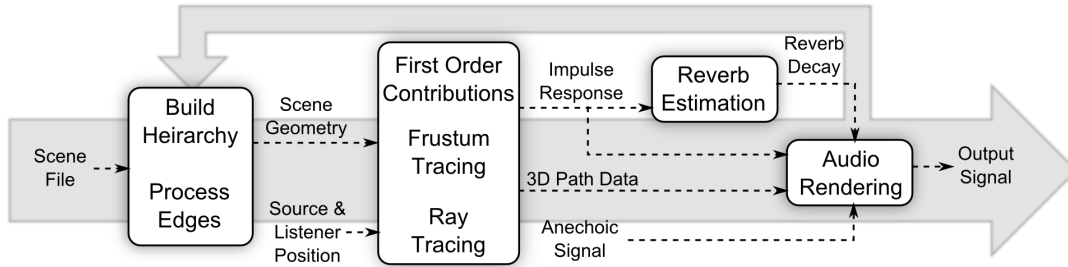 Scene
File
Build
Heirarchy
Process
Edges
Scene
Geometry
Source &
Listener
Position
First Order
Contributions
Frustum
Tracing
Ray
Tracing
Impulse
Response
3D Path Data
Anechoic
Signal
Reverb
Estimation
Reverb
Decay
Audio
Rendering
Output
Signal